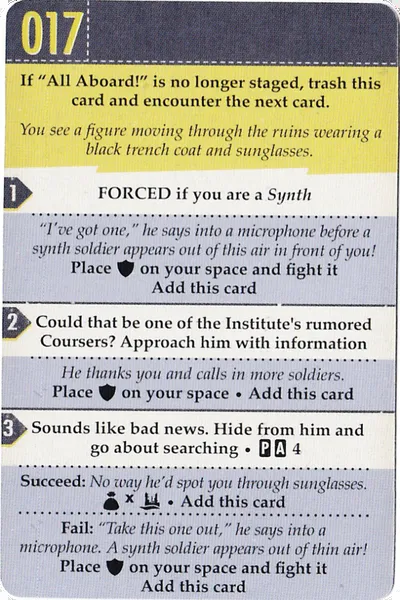 017
If "All Aboard!" is no longer staged, trash this
card and encounter the next card.
You see a figure moving through the ruins wearing a
black trench coat and sunglasses.
1
FORCED if you are a Synth
"I've got one," he says into a microphone before a
synth soldier appears out of this air in front of you!
Place on your space and fight it
Add this card
2
Could that be one of the Institute's rumored
Coursers? Approach him with information
He thanks you and calls in more soldiers.
Place on your space • Add this card
3
Sounds like bad news. Hide from him and
go about searching • P A 4
Succeed: No way he'd spot you through sunglasses.
x • Add this card
Fail: "Take this one out," he says into a
microphone. A synth soldier appears out of thin air!
Place on your space and fight it
Add this card